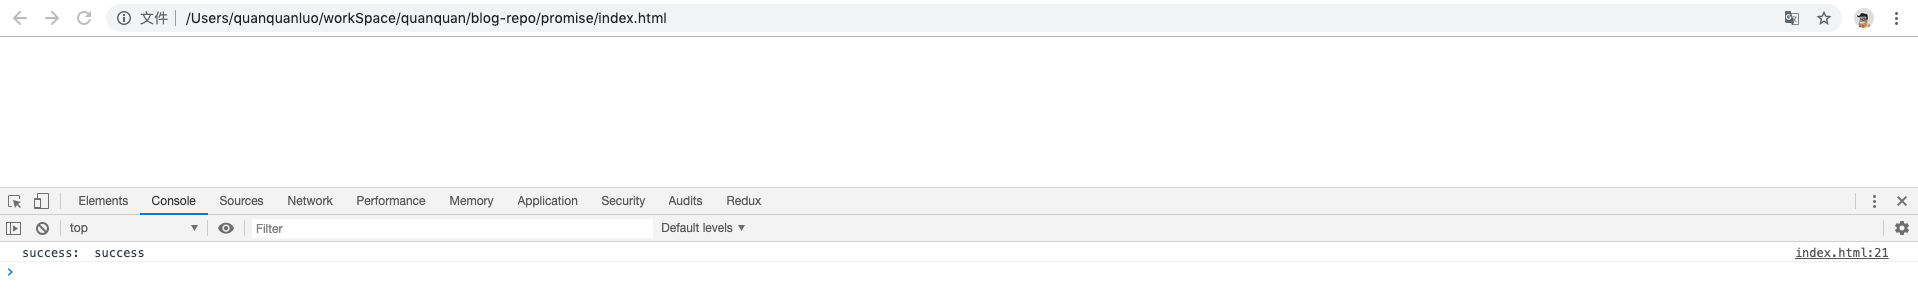 文件 /Users/quanquanluo/workSpace/quanquan/blog-repo/promise/index.html
Elements Console Sources Network Performance Memory Application Security Audits Redux
top Filter Default levels
success:  success index.html:21